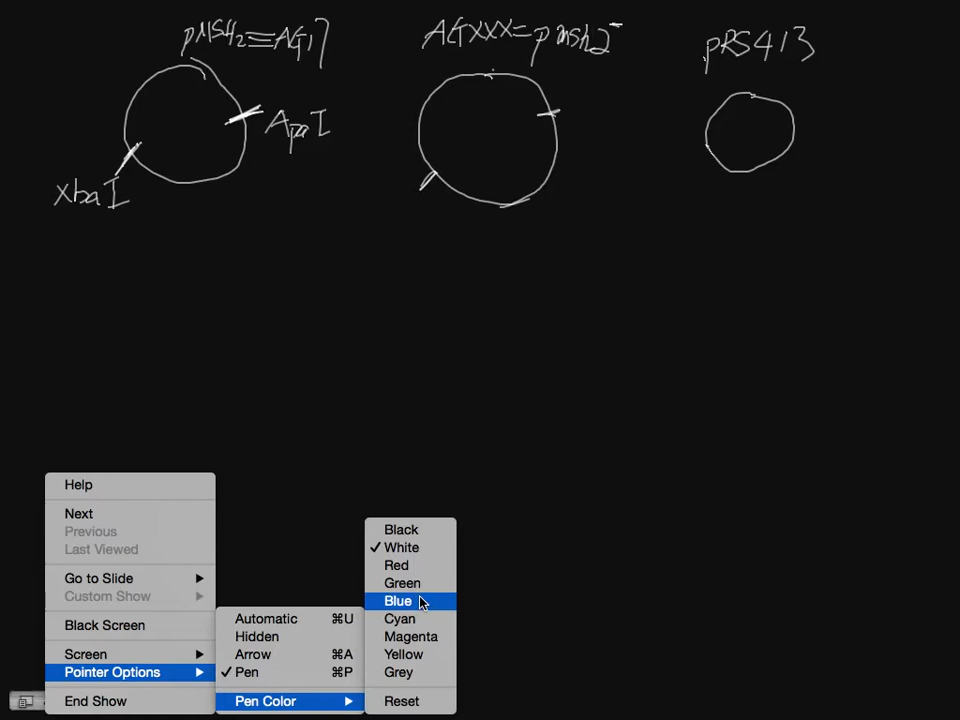 pMSH2≡AG17
AGXXX=pmsh2-
pRS413
ApaI
XbaI
Help
Next
Previous
Last Viewed
Go to Slide
Custom Show
Black Screen
Screen
Pointer Options
End Show
Automatic ⌘U
Hidden
Arrow ⌘A
✓ Pen ⌘P
Pen Color
Black
✓ White
Red
Green
Blue
Cyan
Magenta
Yellow
Grey
Reset